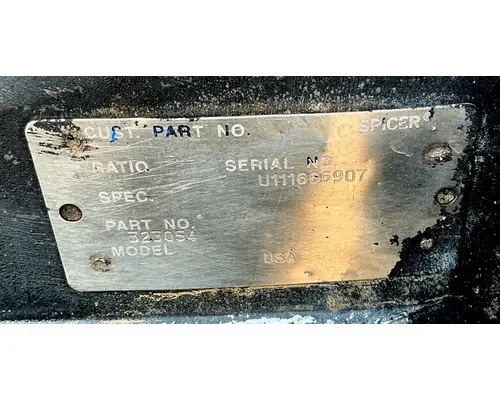 CUST. PART NO. SPICER
RATIO SERIAL NO.
U111666907
SPEC.
PART NO.
323054
MODEL USA